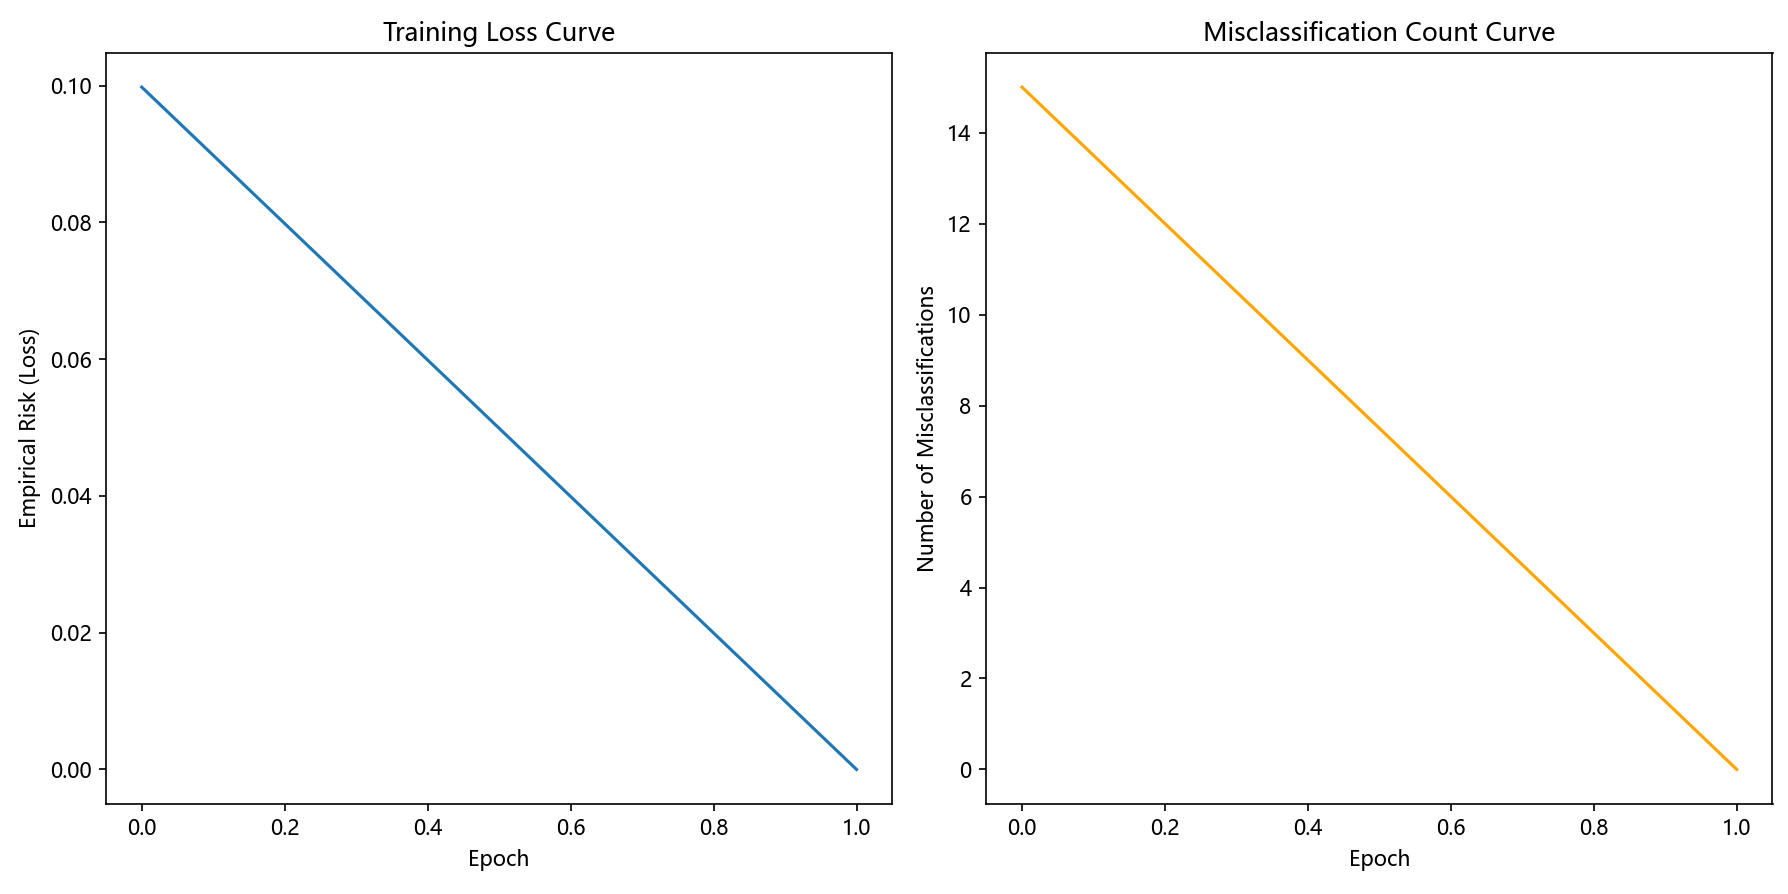 Training Loss Curve
Empirical Risk (Loss)
0.10
0.08
0.06
0.04
0.02
0.00
0.0 0.2 0.4 0.6 0.8 1.0
Epoch
Misclassification Count Curve
Number of Misclassifications
14
12
10
8
6
4
2
0
0.0 0.2 0.4 0.6 0.8 1.0
Epoch